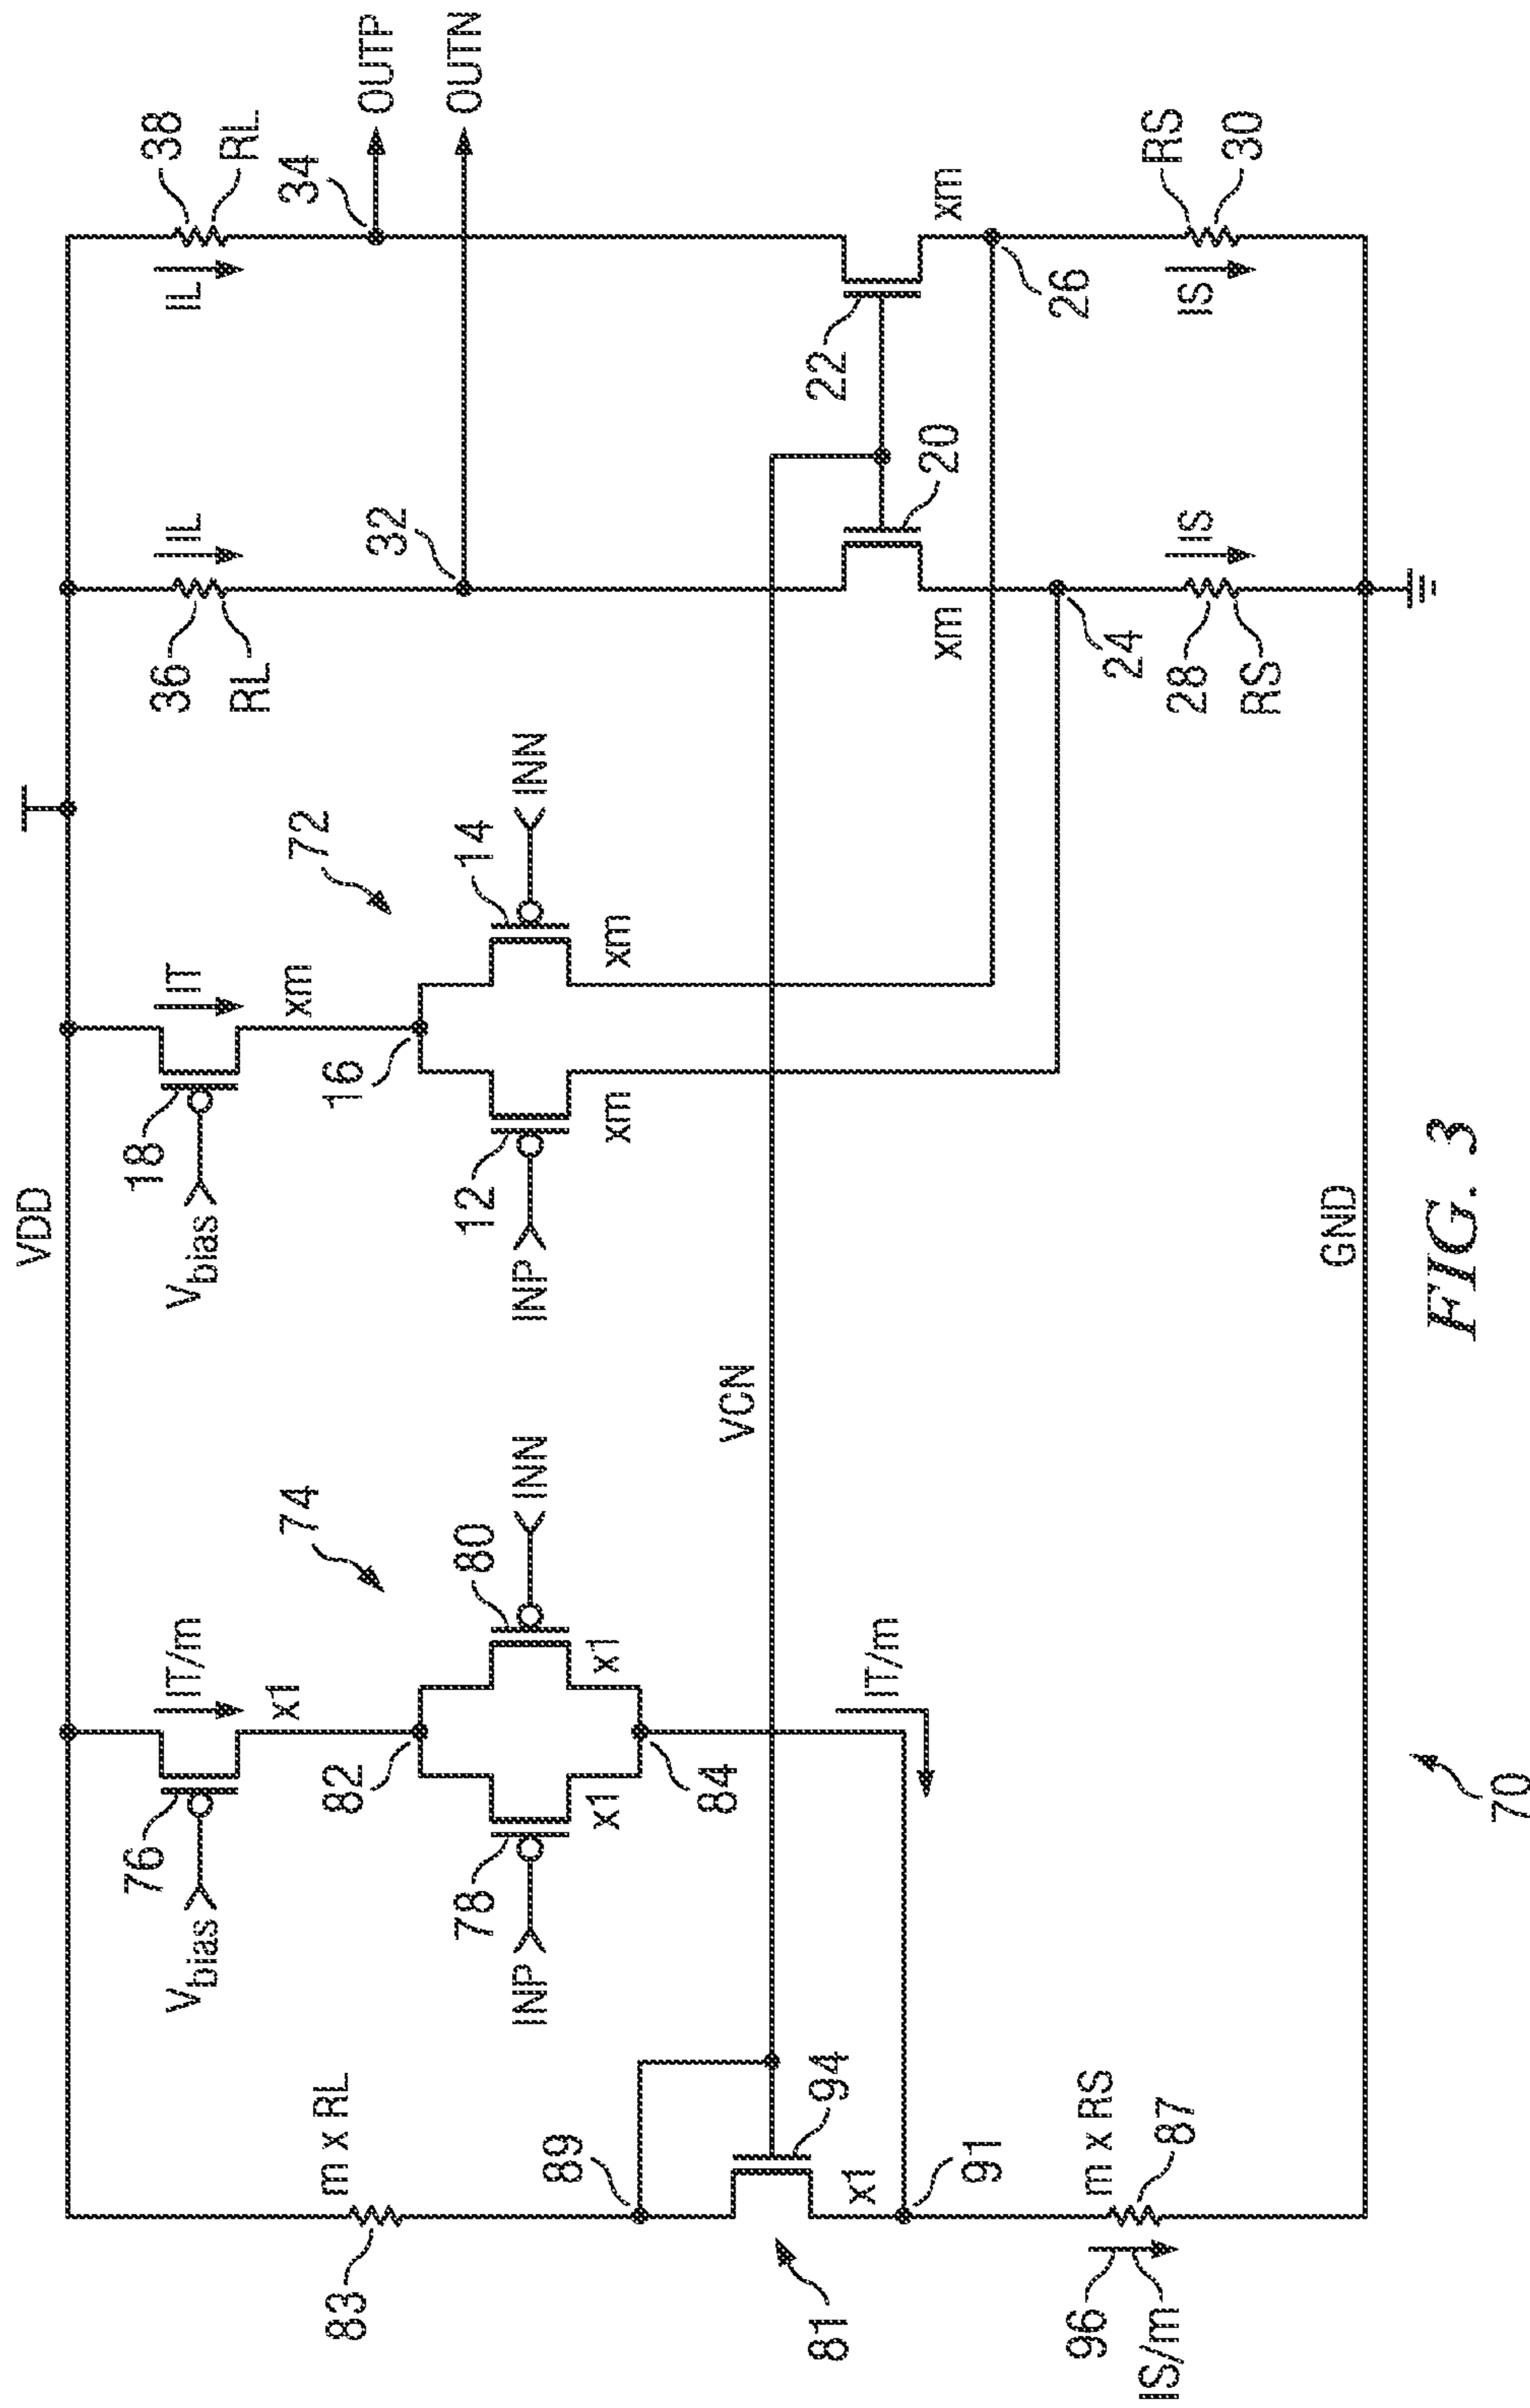 VDD
76
Vbias
IT/m
x1
74
82
78
80
INP
INN
x1
x1
84
IT/m
m x RL
83
89
94
x1
81
91
m x RS
87
96
IS/m
VCN
18
Vbias
IT
xm
72
16
12
14
INP
INN
xm
xm
36
RL
IL
IL
38
RL
32
34
OUTP
OUTN
20
22
xm
xm
24
26
28
RS
IS
IS
RS
30
GND
70
FIG. 3